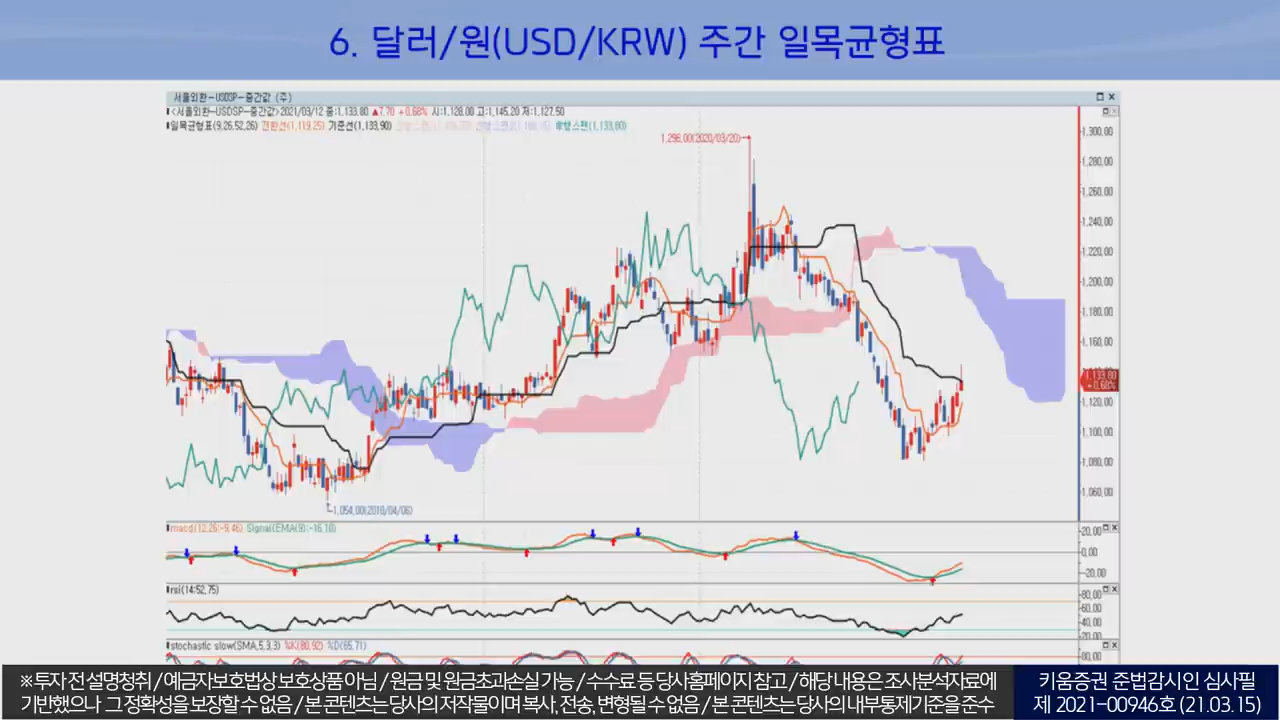 6. 달러/원(USD/KRW) 주간 일목균형표
서울외환-USDSP-중간값 (주)
<서울외환-USDSP-중간값>2021/03/12 종:1,133.80 ▲7.70 +0.68% 시:1,128.00 고:1,145.20 저:1,127.50
일목균형표(9,26,52,26) 전환선(1,119.25) 기준선(1,133.90) 후행스팬(1,133.80)
1,296.00(2020/03/20)→
1,300.00
1,280.00
1,260.00
1,240.00
1,220.00
1,200.00
1,180.00
1,160.00
1,133.80
+0.68%
1,120.00
1,100.00
1,080.00
1,060.00
1,054.00(2018/04/06)
macd(12,26:-9.46) Signal(EMA(9):-16.10)
20.00
0.00
-20.00
rsi(14:52.75)
80.00
60.00
40.00
20.00
stochastic slow(SMA,5,3,3) %K(80.92) %D(65.71)
80.00
※ 투자 전 설명청취 / 예금자보호법상 보호상품 아님 / 원금 및 원금초과손실 가능 / 수수료 등 당사홈페이지 참고 / 해당 내용은 조사분석자료에
기반했으나 그 정확성을 보장할 수 없음 / 본 콘텐츠는 당사의 저작물이며 복사, 전송, 변형될 수 없음 / 본 콘텐츠는 당사의 내부통제기준을 준수
키움증권 준법감시인 심사필
제 2021-00946호 (21.03.15)